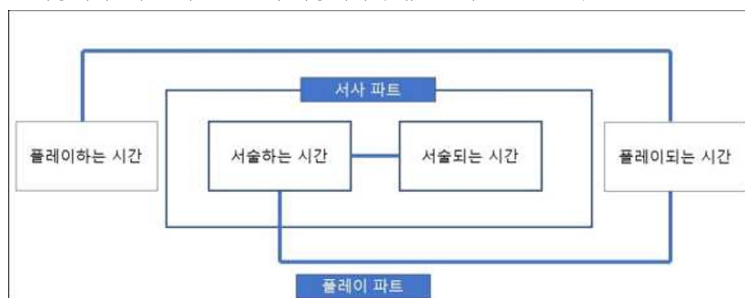 서사 파트
플레이하는 시간
서술하는 시간
서술되는 시간
플레이되는 시간
플레이 파트